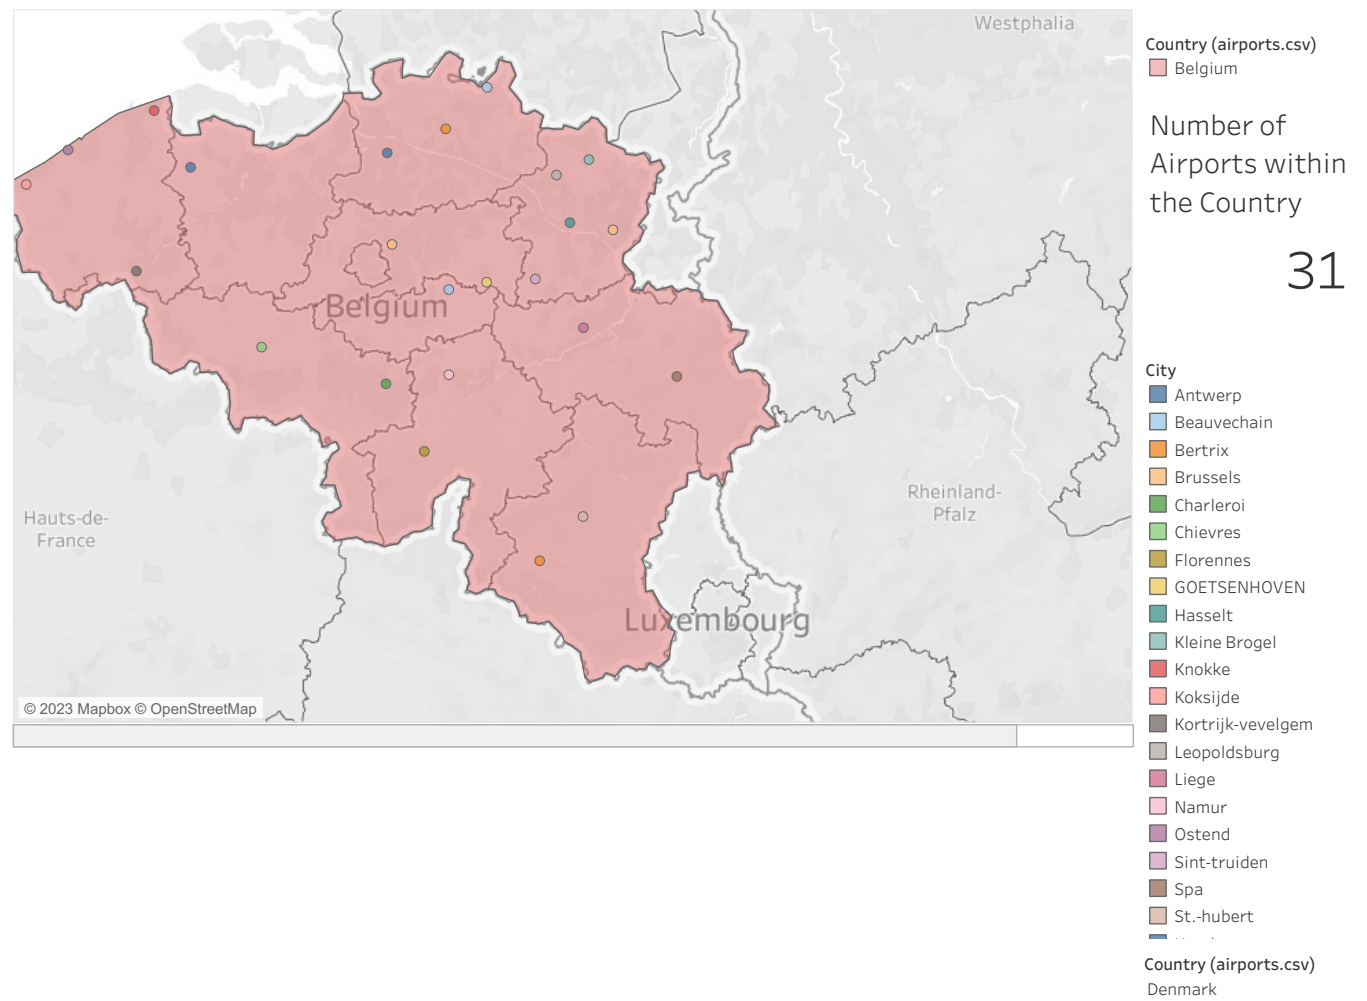 Westphalia
Belgium
Hauts-de-
France
Rheinland-
Pfalz
Luxembourg
© 2023 Mapbox © OpenStreetMap
Country (airports.csv)
Belgium
Number of
Airports within
the Country
31
City
Antwerp
Beauvechain
Bertrix
Brussels
Charleroi
Chievres
Florennes
GOETSENHOVEN
Hasselt
Kleine Brogel
Knokke
Koksijde
Kortrijk-vevelgem
Leopoldsburg
Liege
Namur
Ostend
Sint-truiden
Spa
St.-hubert
Country (airports.csv)
Denmark